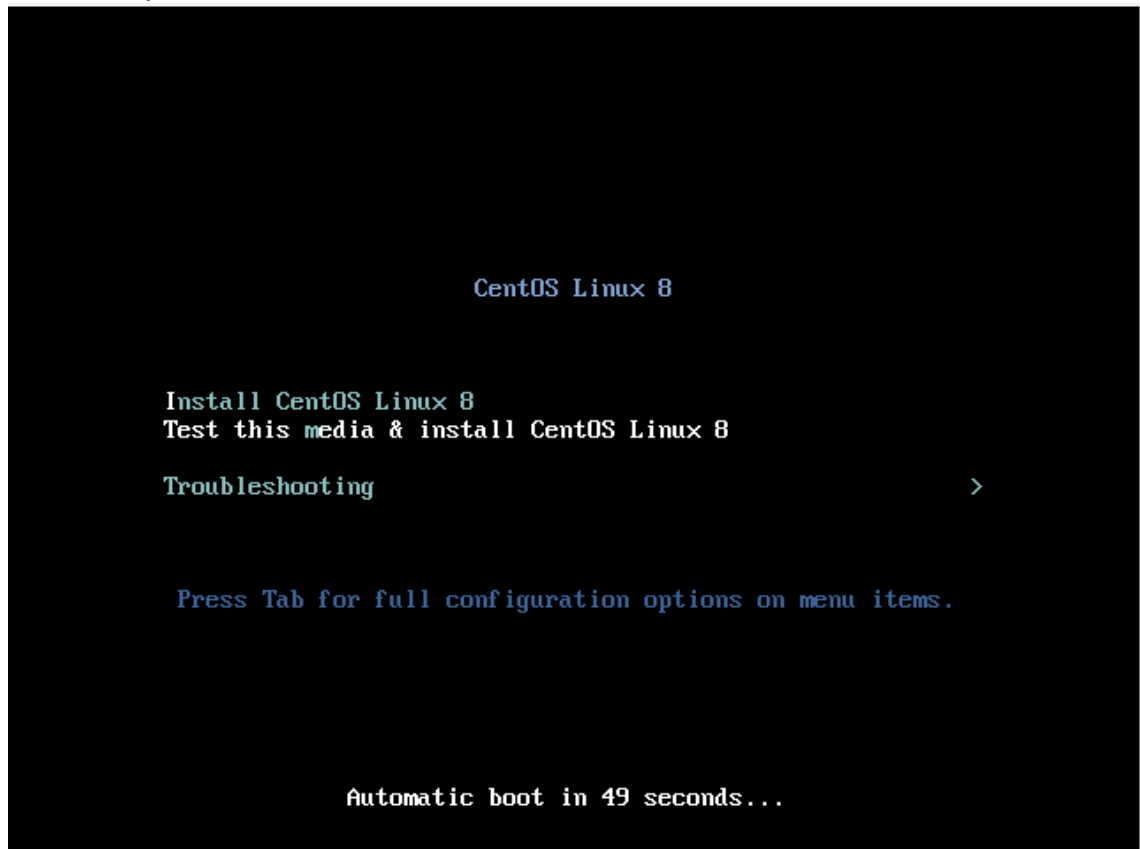 CentOS Linux 8
Install CentOS Linux 8
Test this media & install CentOS Linux 8
Troubleshooting >
Press Tab for full configuration options on menu items.
Automatic boot in 49 seconds...